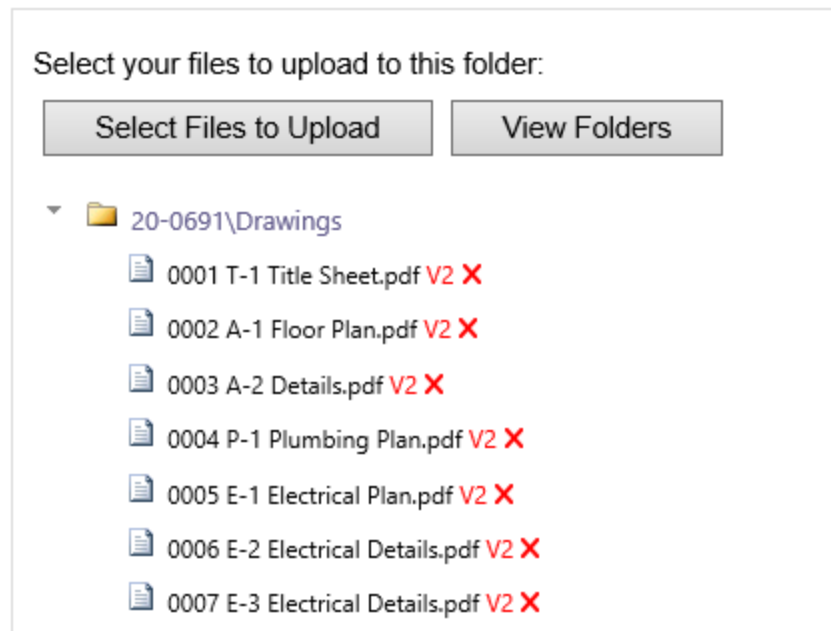 Select your files to upload to this folder:
Select Files to Upload View Folders
20-0691\Drawings
0001 T-1 Title Sheet.pdf V2
0002 A-1 Floor Plan.pdf V2
0003 A-2 Details.pdf V2
0004 P-1 Plumbing Plan.pdf V2
0005 E-1 Electrical Plan.pdf V2
0006 E-2 Electrical Details.pdf V2
0007 E-3 Electrical Details.pdf V2